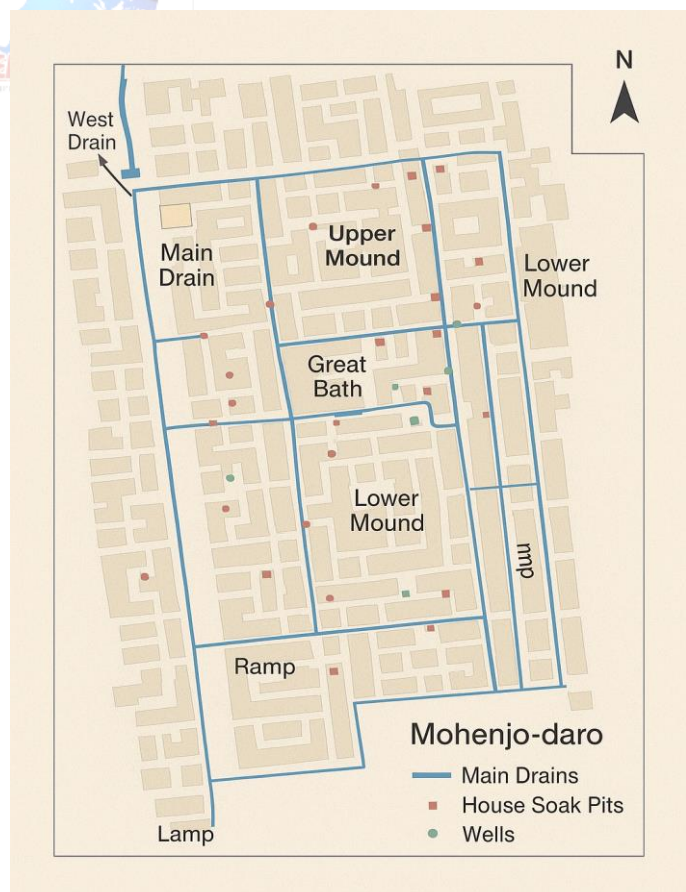 N
West
Drain
Main
Drain
Upper
Mound
Lower
Mound
Great
Bath
Lower
Mound
Ramp
Mohenjo-daro
Main Drains
House Soak Pits
Wells
Lamp